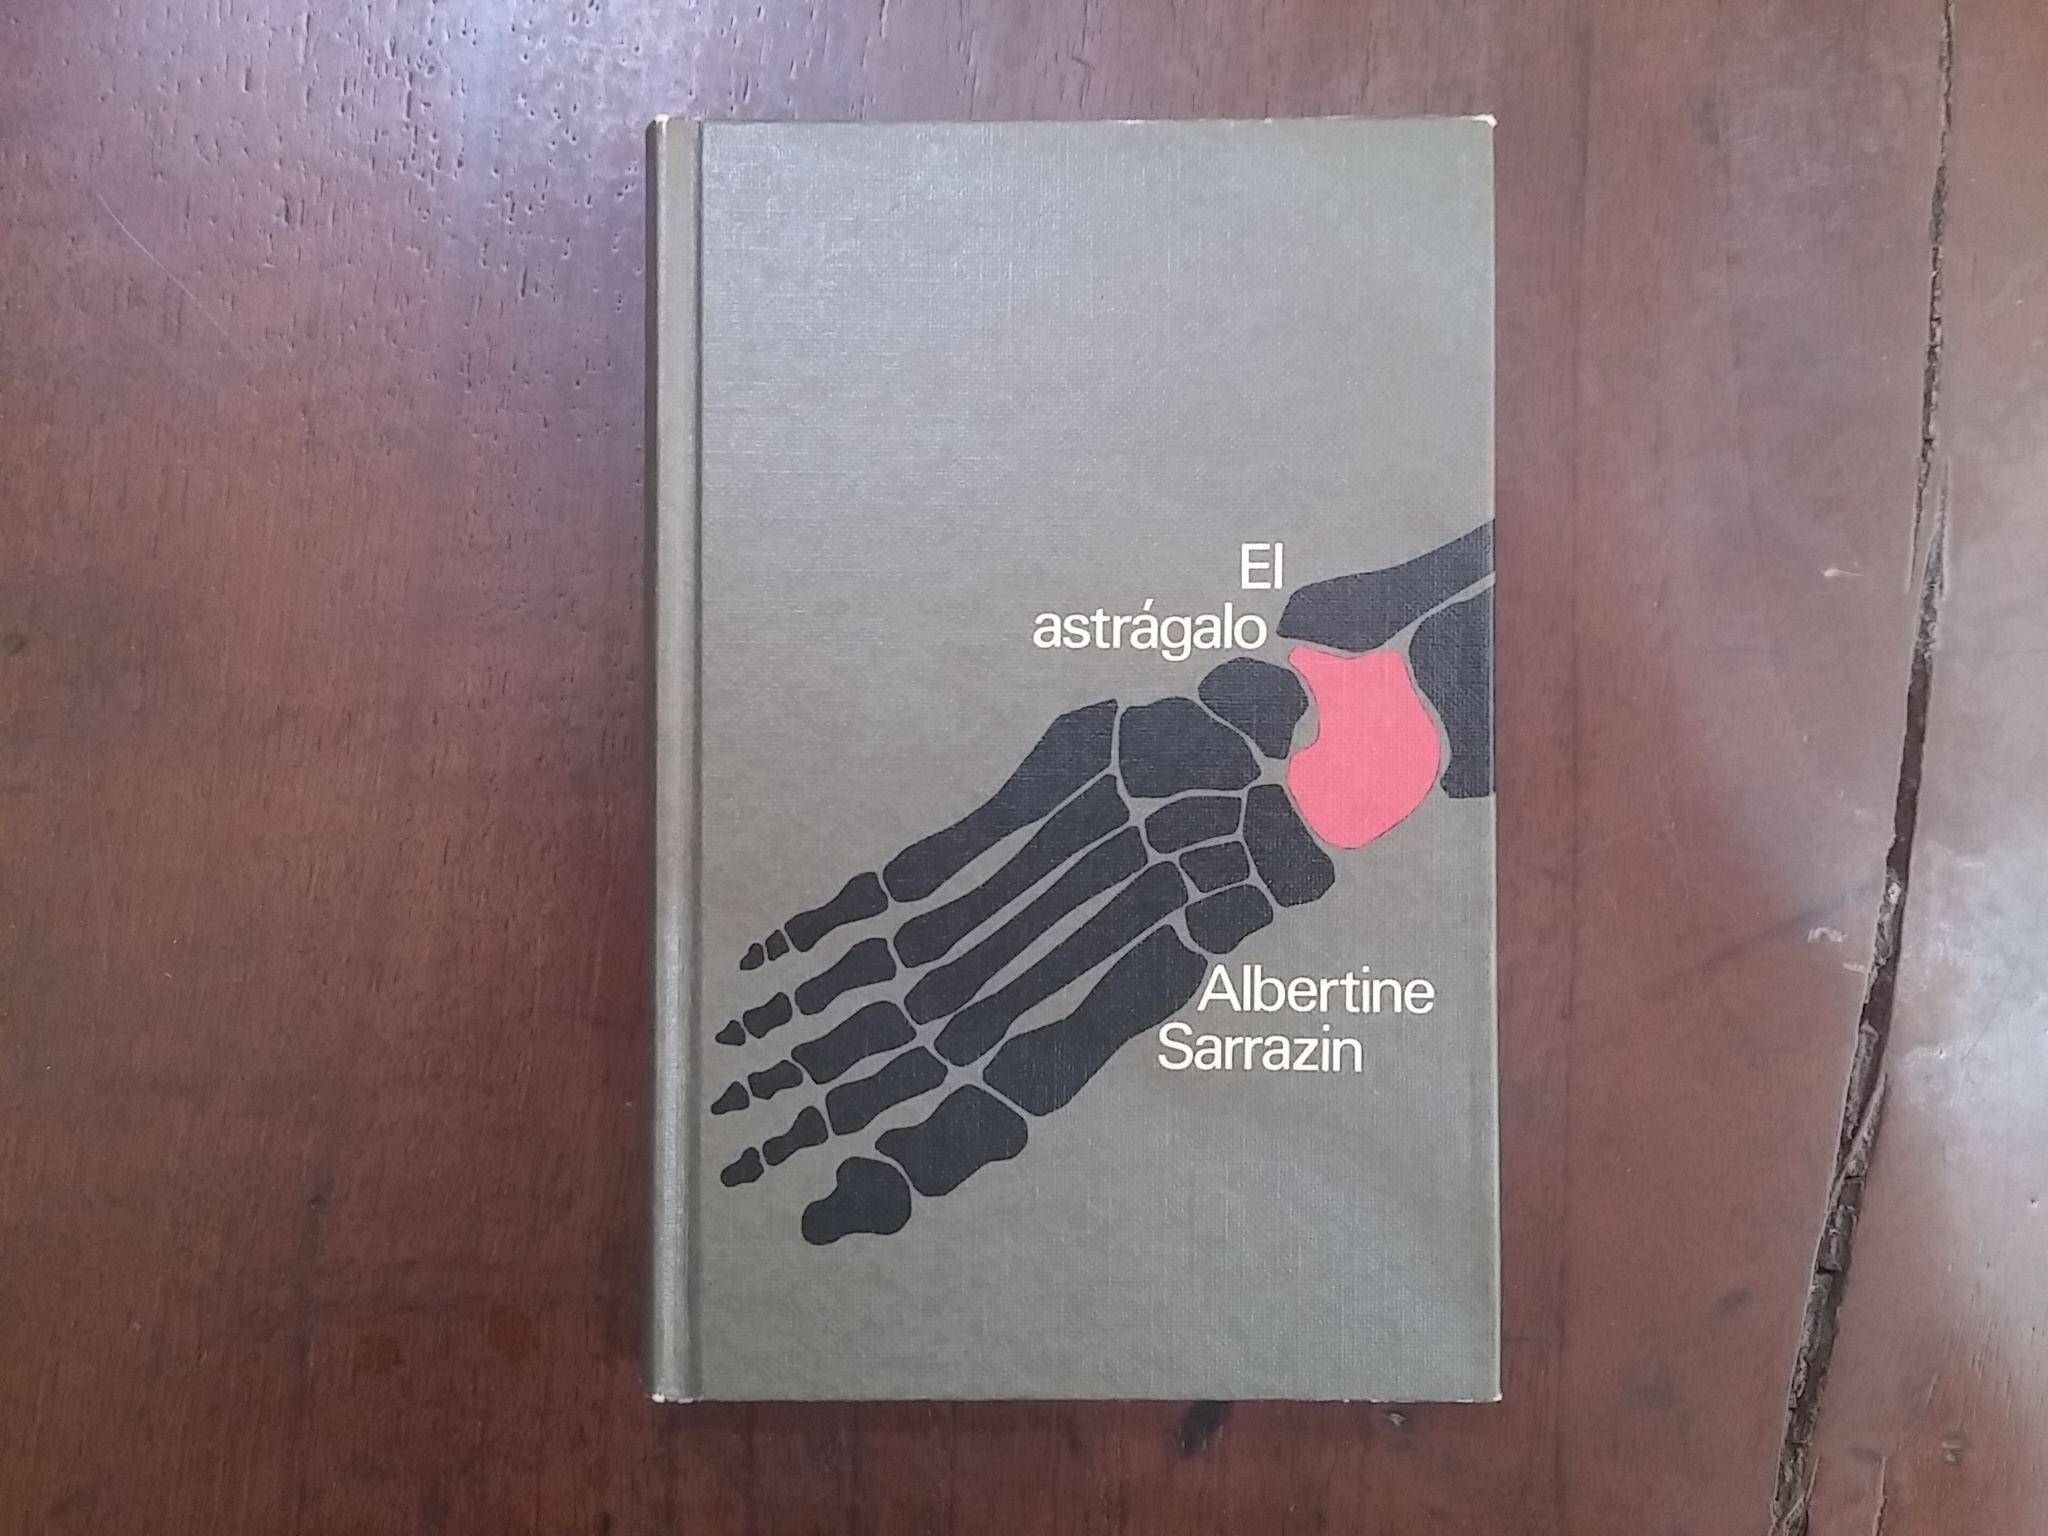 El
astrágalo
Albertine
Sarrazin